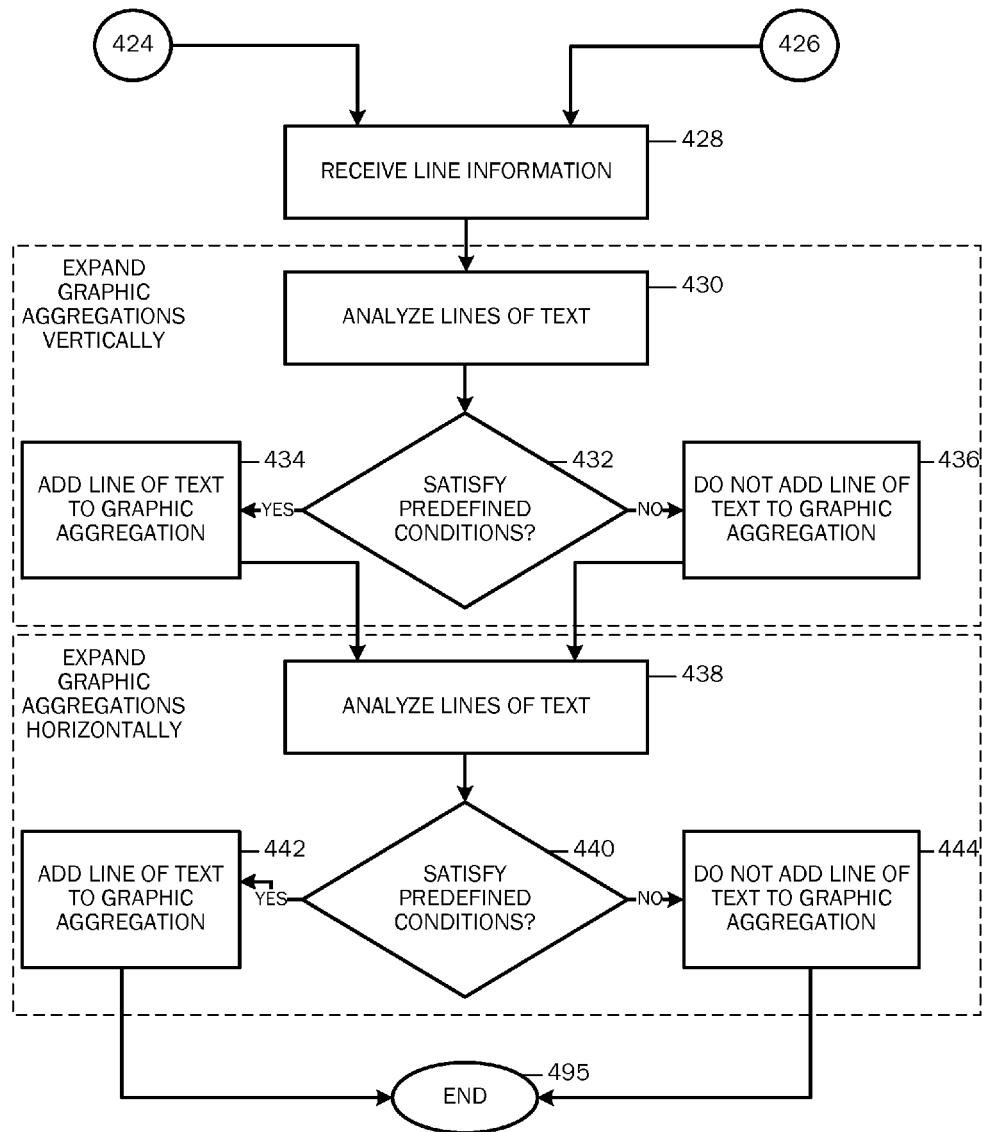 424
426
428
RECEIVE LINE INFORMATION
EXPAND
GRAPHIC
AGGREGATIONS
VERTICALLY
430
ANALYZE LINES OF TEXT
434
ADD LINE OF TEXT
TO GRAPHIC
AGGREGATION
YES
432
SATISFY
PREDEFINED
CONDITIONS?
NO
436
DO NOT ADD LINE OF
TEXT TO GRAPHIC
AGGREGATION
EXPAND
GRAPHIC
AGGREGATIONS
HORIZONTALLY
438
ANALYZE LINES OF TEXT
442
ADD LINE OF TEXT
TO GRAPHIC
AGGREGATION
YES
440
SATISFY
PREDEFINED
CONDITIONS?
NO
444
DO NOT ADD LINE OF
TEXT TO GRAPHIC
AGGREGATION
495
END